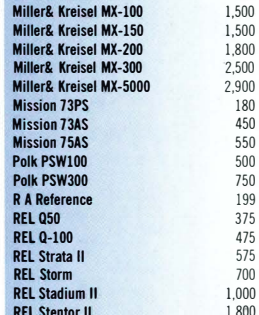 Miller& Kreisel MX-100 1,500
Miller& Kreisel MX-150 1,500
Miller& Kreisel MX-200 1,800
Miller& Kreisel MX-300 2,500
Miller& Kreisel MX-5000 2,900
Mission 73PS 180
Mission 73AS 450
Mission 75AS 550
Polk PSW100 500
Polk PSW300 750
R A Reference 199
REL Q50 375
REL Q-100 475
REL Strata II 575
REL Storm 700
REL Stadium II 1,000
REL Stentor II 1,800